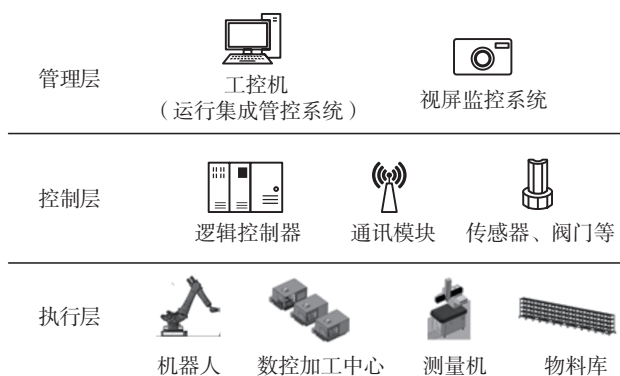 管理层
工控机
（运行集成管控系统）
视屏监控系统
控制层
逻辑控制器
通讯模块
传感器、阀门等
执行层
机器人
数控加工中心
测量机
物料库